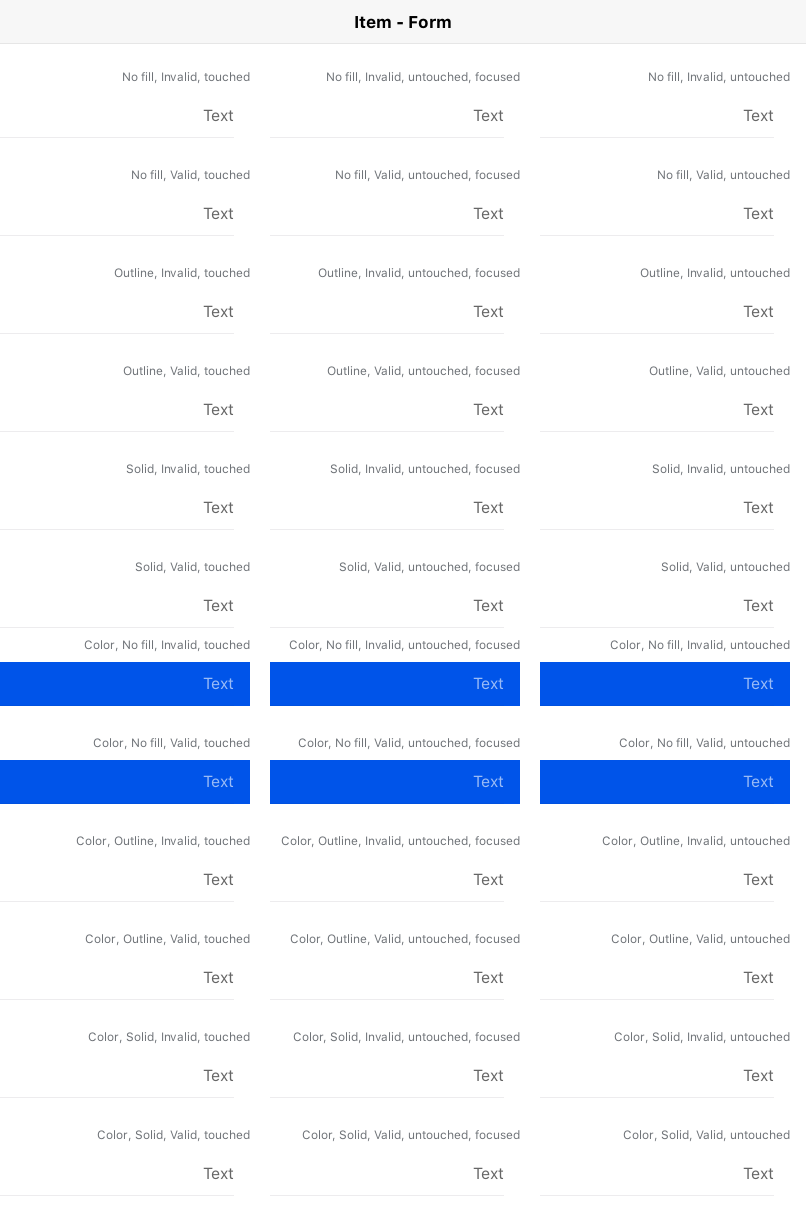 Item - Form
No fill, Invalid, touched
No fill, Invalid, untouched, focused
No fill, Invalid, untouched
Text
Text
Text
No fill, Valid, touched
No fill, Valid, untouched, focused
No fill, Valid, untouched
Text
Text
Text
Outline, Invalid, touched
Outline, Invalid, untouched, focused
Outline, Invalid, untouched
Text
Text
Text
Outline, Valid, touched
Outline, Valid, untouched, focused
Outline, Valid, untouched
Text
Text
Text
Solid, Invalid, touched
Solid, Invalid, untouched, focused
Solid, Invalid, untouched
Text
Text
Text
Solid, Valid, touched
Solid, Valid, untouched, focused
Solid, Valid, untouched
Text
Text
Text
Color, No fill, Invalid, touched
Color, No fill, Invalid, untouched, focused
Color, No fill, Invalid, untouched
Text
Text
Text
Color, No fill, Valid, touched
Color, No fill, Valid, untouched, focused
Color, No fill, Valid, untouched
Text
Text
Text
Color, Outline, Invalid, touched
Color, Outline, Invalid, untouched, focused
Color, Outline, Invalid, untouched
Text
Text
Text
Color, Outline, Valid, touched
Color, Outline, Valid, untouched, focused
Color, Outline, Valid, untouched
Text
Text
Text
Color, Solid, Invalid, touched
Color, Solid, Invalid, untouched, focused
Color, Solid, Invalid, untouched
Text
Text
Text
Color, Solid, Valid, touched
Color, Solid, Valid, untouched, focused
Color, Solid, Valid, untouched
Text
Text
Text